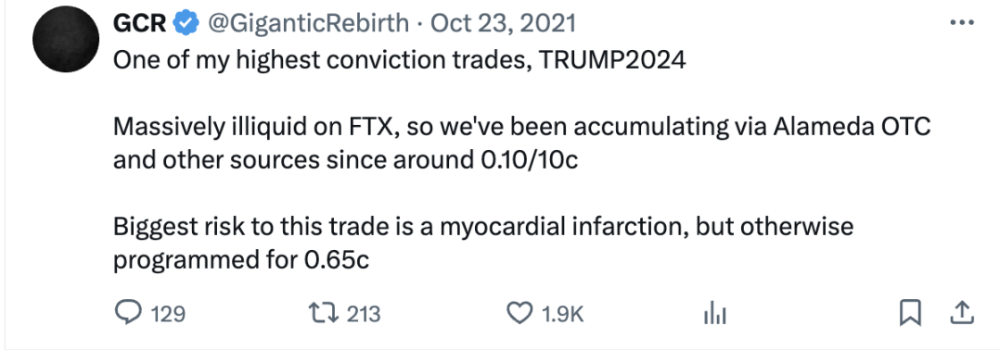 GCR @GiganticRebirth · Oct 23, 2021
One of my highest conviction trades, TRUMP2024
Massively illiquid on FTX, so we've been accumulating via Alameda OTC
and other sources since around 0.10/10c
Biggest risk to this trade is a myocardial infarction, but otherwise
programmed for 0.65c
129 213 1.9K